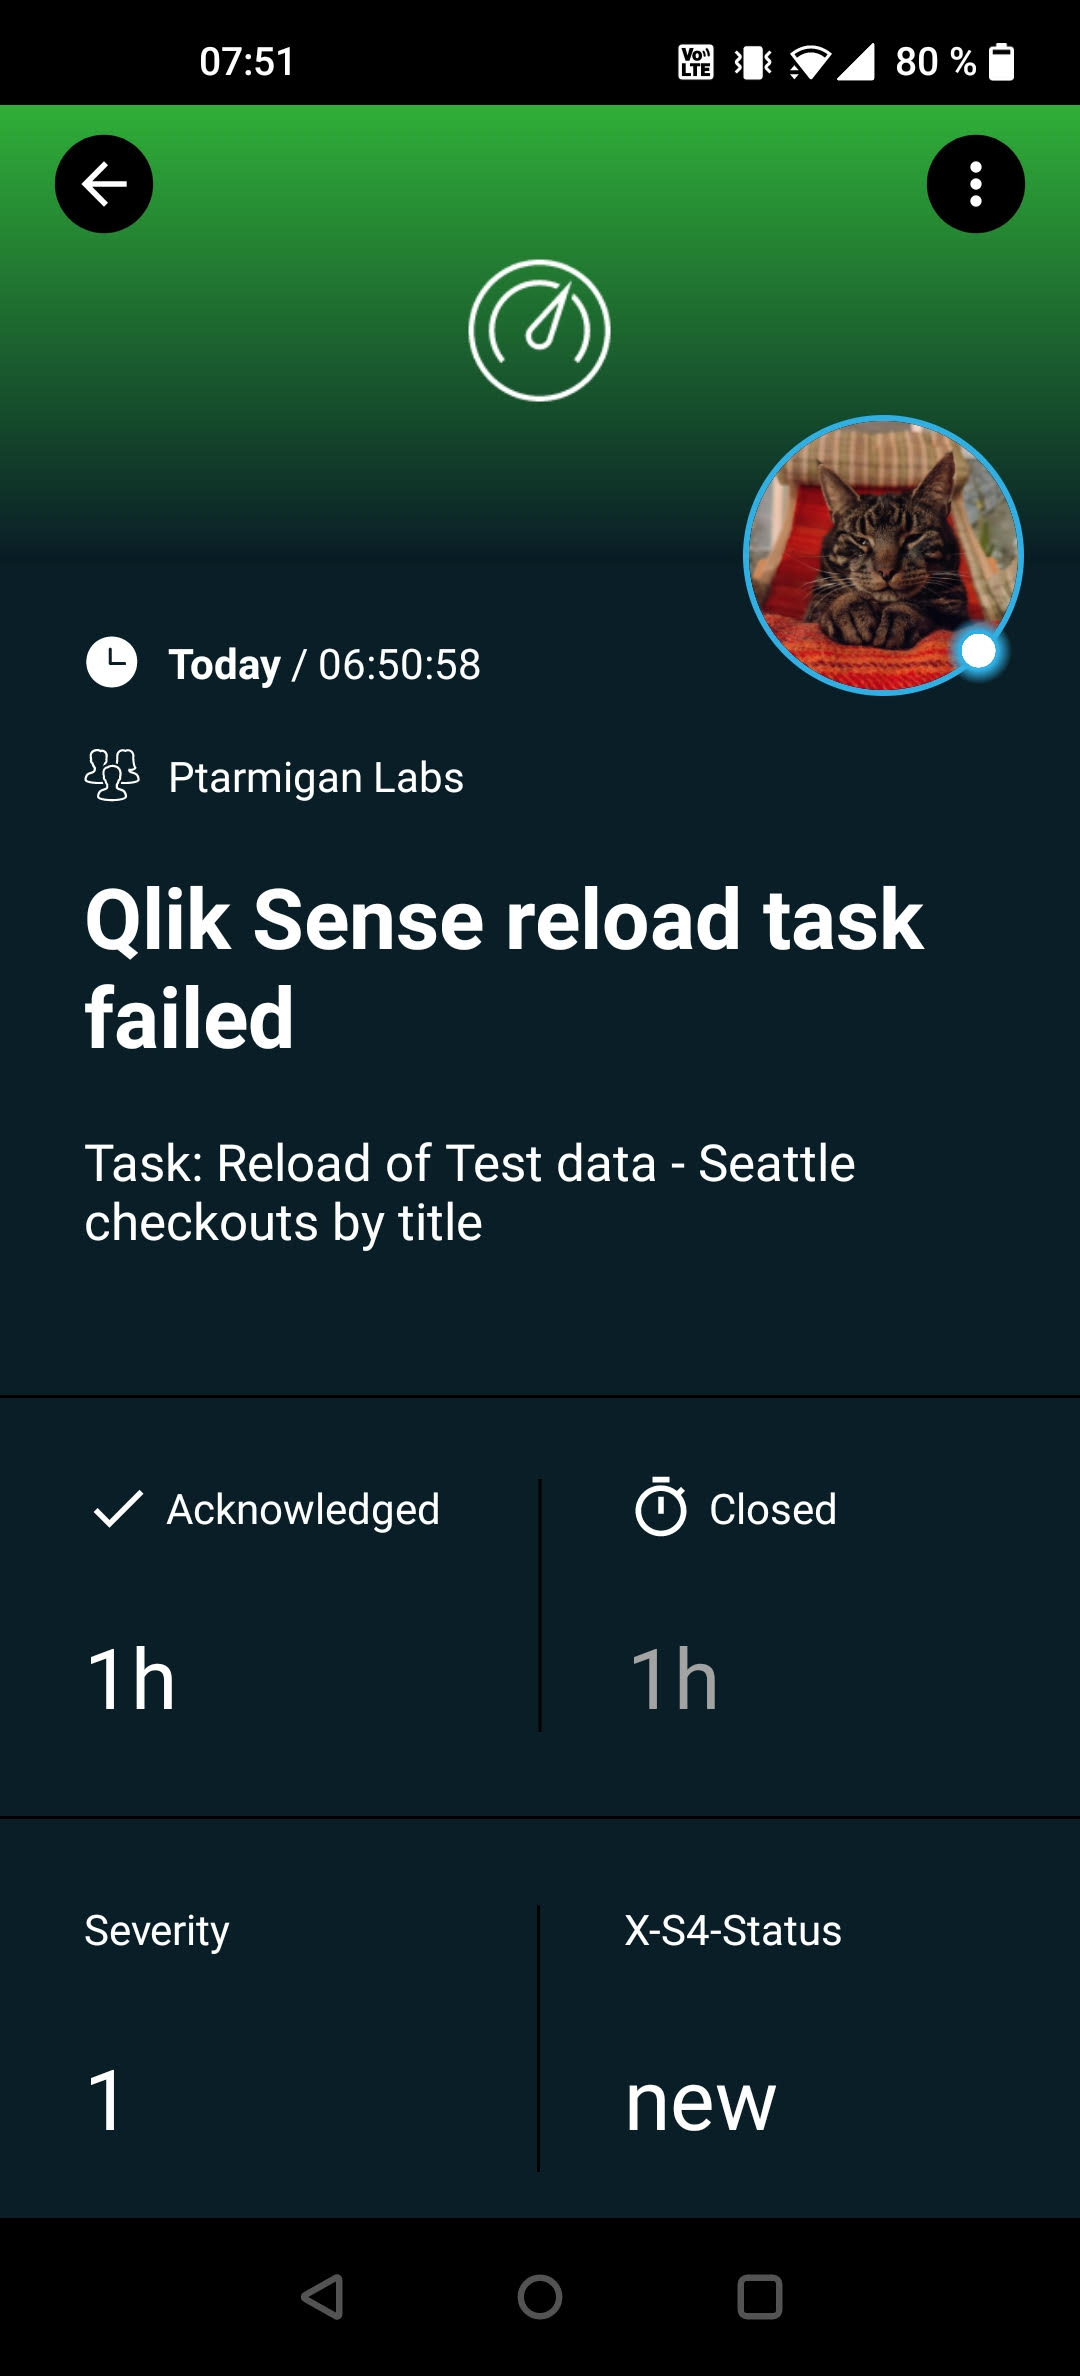 07:51
Vo LTE
80 %
Today / 06:50:58
Ptarmigan Labs
Qlik Sense reload task
failed
Task: Reload of Test data - Seattle
checkouts by title
Acknowledged
Closed
1h
1h
Severity
X-S4-Status
1
new